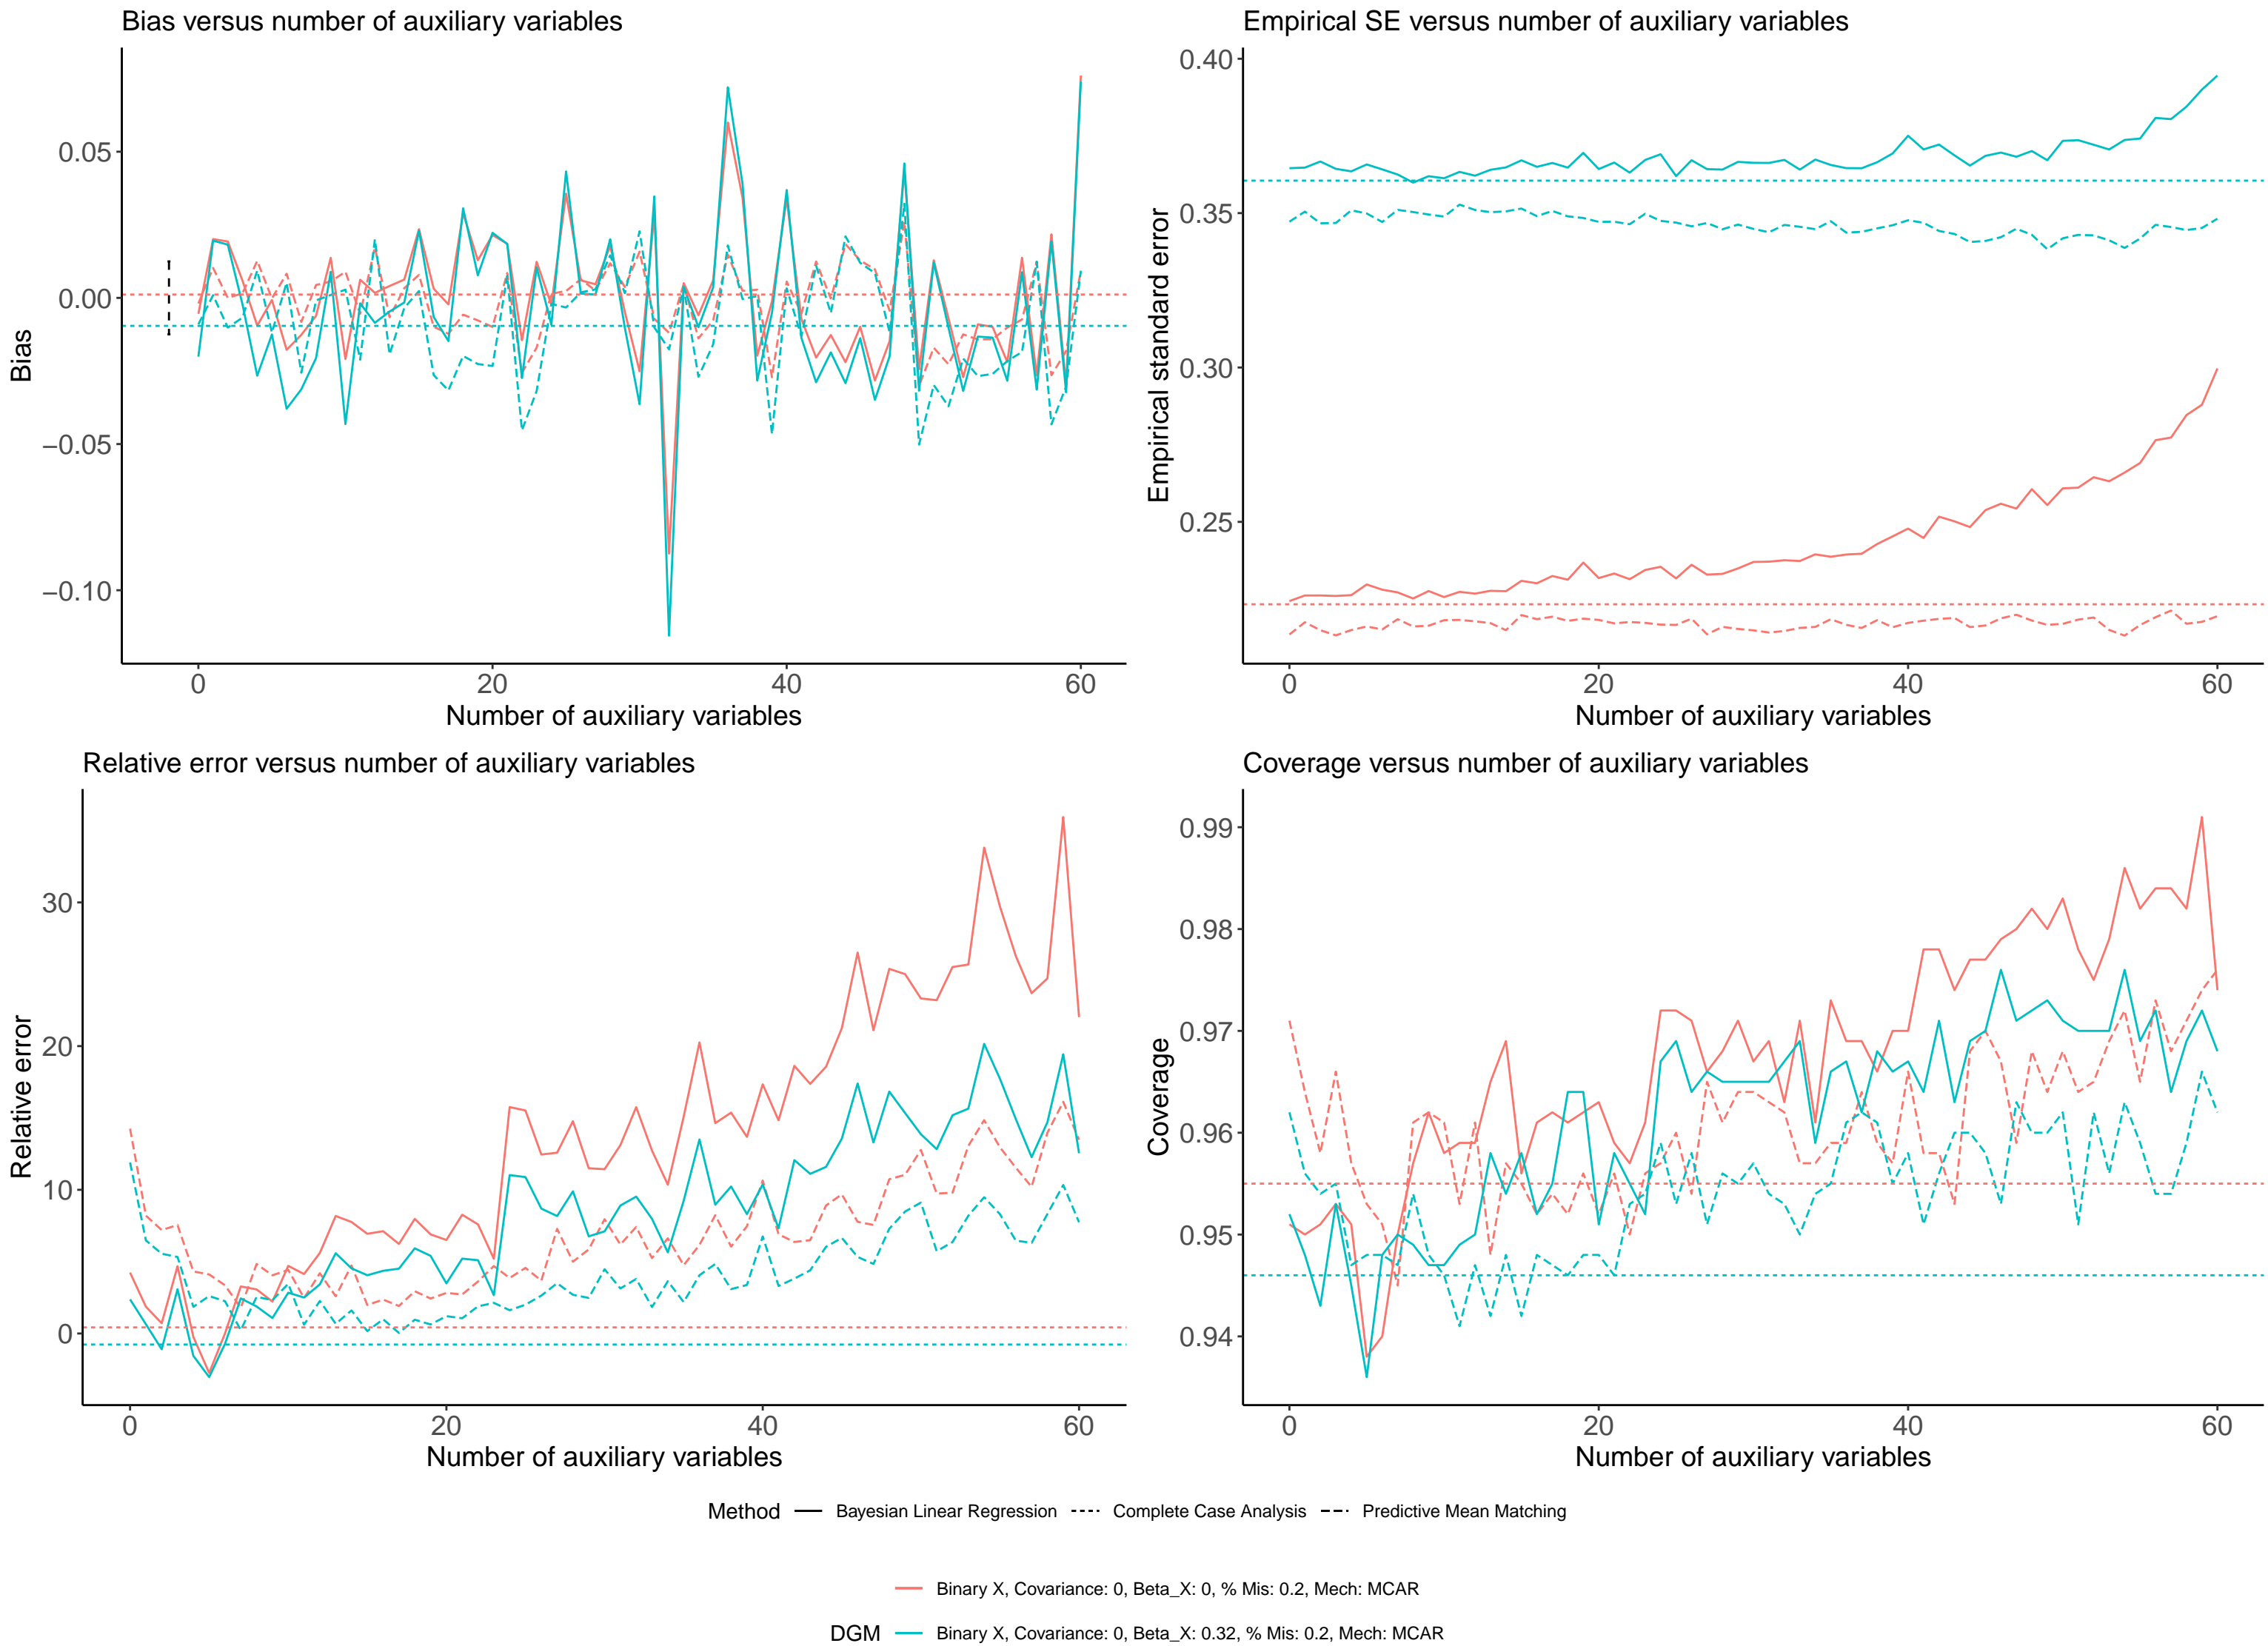 Bias versus number of auxiliary variables
Bias
0.05
0.00
−0.05
−0.10
0 20 40 60
Number of auxiliary variables
Empirical SE versus number of auxiliary variables
Empirical standard error
0.40
0.35
0.30
0.25
0 20 40 60
Number of auxiliary variables
Relative error versus number of auxiliary variables
Relative error
30
20
10
0
0 20 40 60
Number of auxiliary variables
Coverage versus number of auxiliary variables
Coverage
0.99
0.98
0.97
0.96
0.95
0.94
0 20 40 60
Number of auxiliary variables
Method Bayesian Linear Regression Complete Case Analysis Predictive Mean Matching
Binary X, Covariance: 0, Beta_X: 0, % Mis: 0.2, Mech: MCAR
DGM Binary X, Covariance: 0, Beta_X: 0.32, % Mis: 0.2, Mech: MCAR